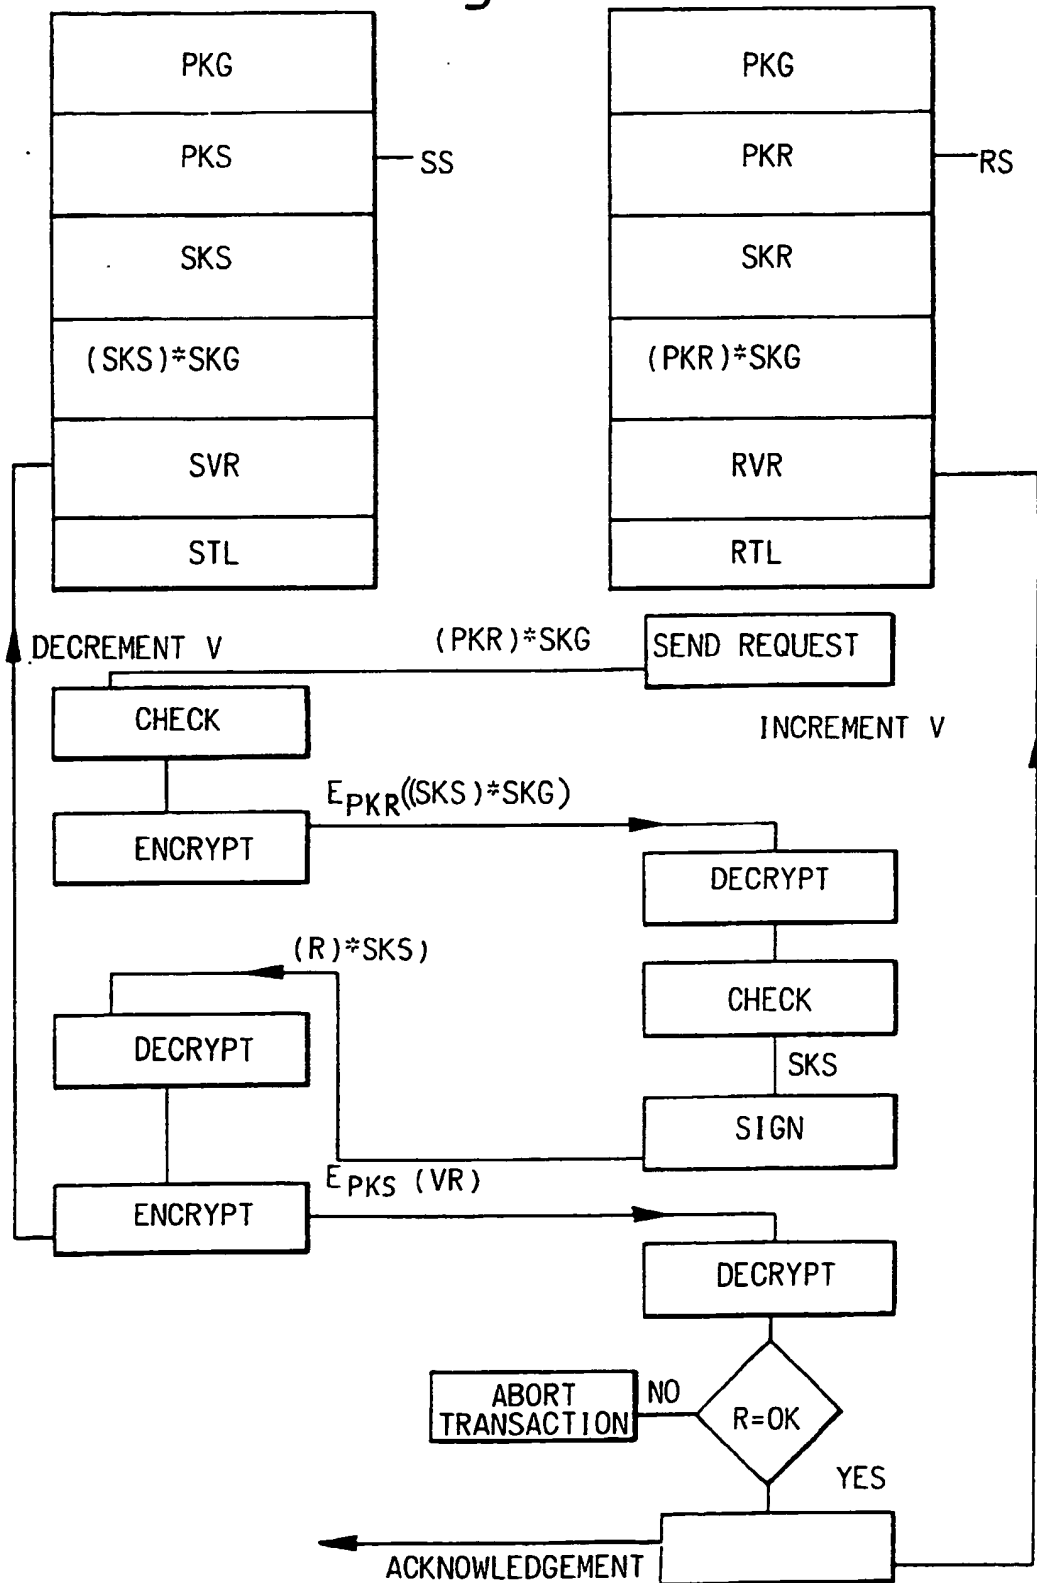 g
PKG
PKS
SS
SKS
(SKS)*SKG
SVR
STL
PKG
PKR
RS
SKR
(PKR)*SKG
RVR
RTL
DECREMENT V
(PKR)*SKG
SEND REQUEST
CHECK
INCREMENT V
EPKR((SKS)*SKG)
ENCRYPT
DECRYPT
(R)*SKS)
CHECK
DECRYPT
SKS
SIGN
EPKS (VR)
ENCRYPT
DECRYPT
ABORT
TRANSACTION
NO
R=OK
YES
ACKNOWLEDGEMENT